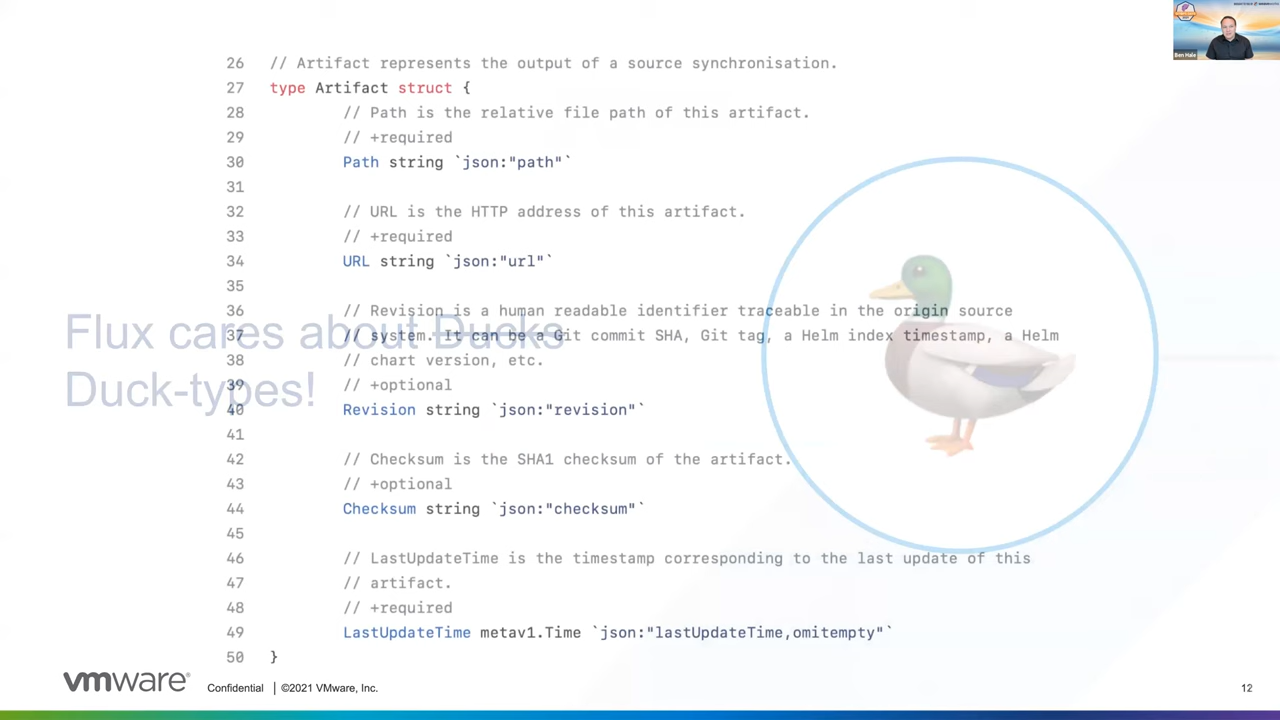 26 // Artifact represents the output of a source synchronisation.
27 type Artifact struct {
28 // Path is the relative file path of this artifact.
29 // +required
30 Path string `json:"path"`
31
32 // URL is the HTTP address of this artifact.
33 // +required
34 URL string `json:"url"`
35
36 // Revision is a human readable identifier traceable in the origin source
37 // system. It can be a Git commit SHA, Git tag, a Helm index timestamp, a Helm
38 // chart version, etc.
39 // +optional
40 Revision string `json:"revision"`
41
42 // Checksum is the SHA1 checksum of the artifact.
43 // +optional
44 Checksum string `json:"checksum"`
45
46 // LastUpdateTime is the timestamp corresponding to the last update of this
47 // artifact.
48 // +required
49 LastUpdateTime metav1.Time `json:"lastUpdateTime,omitempty"`
50 }
Flux cares about Ducks
Duck-types!
vmware Confidential | ©2021 VMware, Inc. 12
Ben Hale